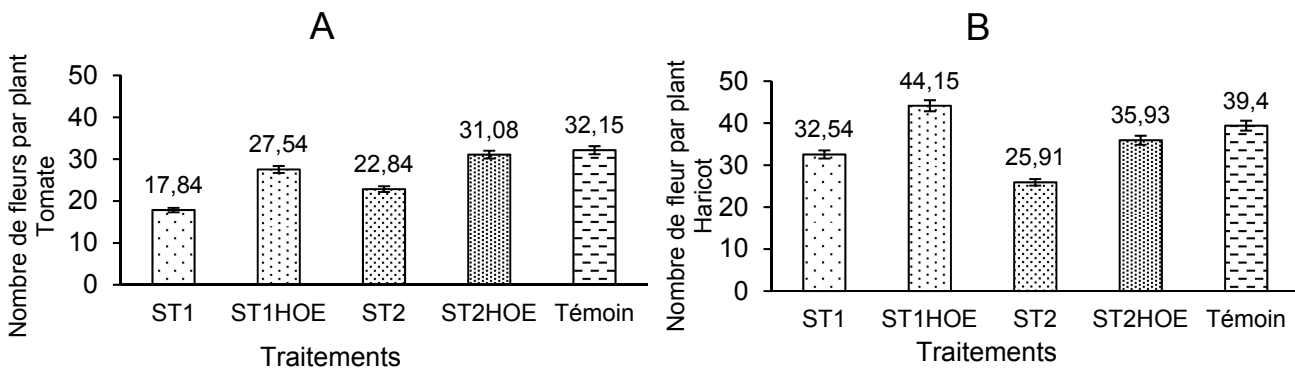 A
Nombre de fleurs par plant
Tomate
50
40
30
20
10
0
17,84
27,54
22,84
31,08
32,15
ST1 ST1HOE ST2 ST2HOE Témoin
Traitements
B
Nombre de fleur par plant
Haricot
50
40
30
20
10
0
32,54
44,15
25,91
35,93
39,4
ST1 ST1HOE ST2 ST2HOE Témoin
Traitements